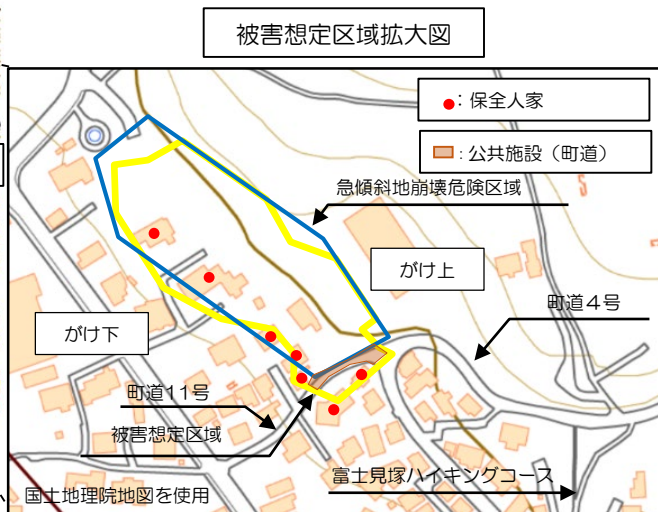 被害想定区域拡大図
:保全人家
:公共施設(町道)
急傾斜地崩壊危険区域
がけ上
町道4号
がけ下
町道11号
被害想定区域
富士見塚ハイキングコース
国土地理院地図を使用